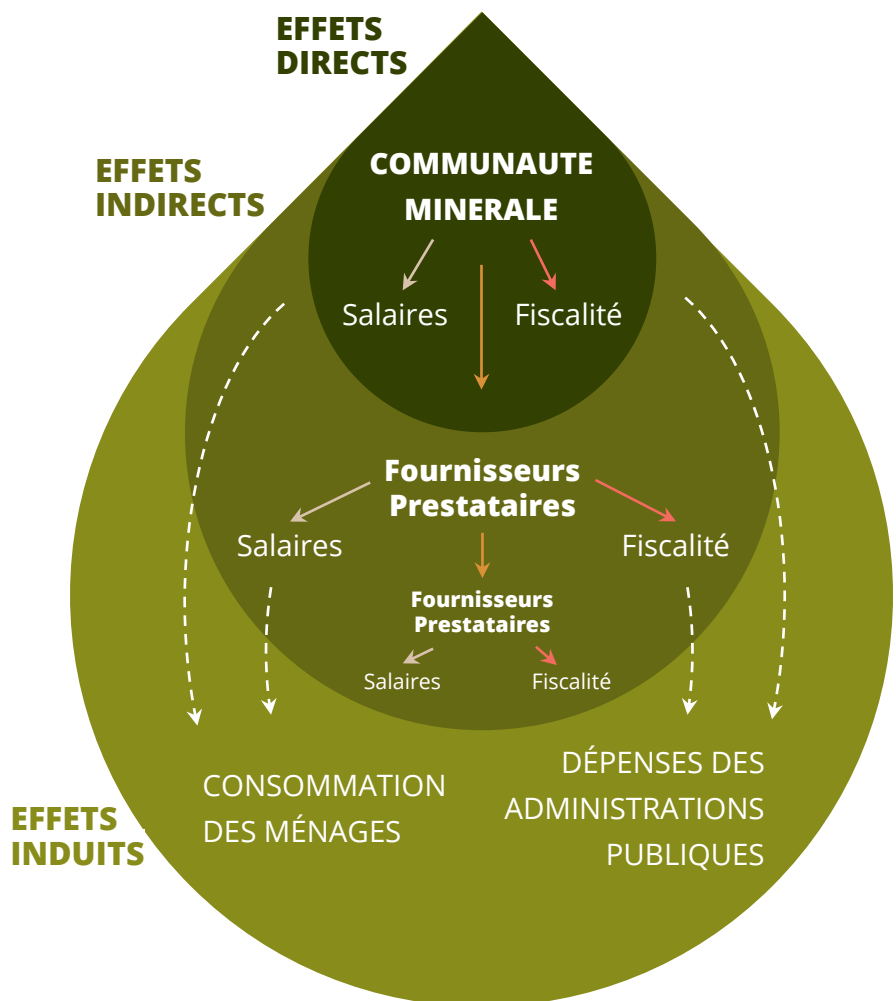 EFFETS
DIRECTS
EFFETS
INDIRECTS
COMMUNAUTE
MINERALE
Salaires
Fiscalité
Fournisseurs
Prestataires
Salaires
Fiscalité
Fournisseurs
Prestataires
Salaires
Fiscalité
CONSOMMATION
DES MÉNAGES
DÉPENSES DES
ADMINISTRATIONS
PUBLIQUES
EFFETS
INDUITS